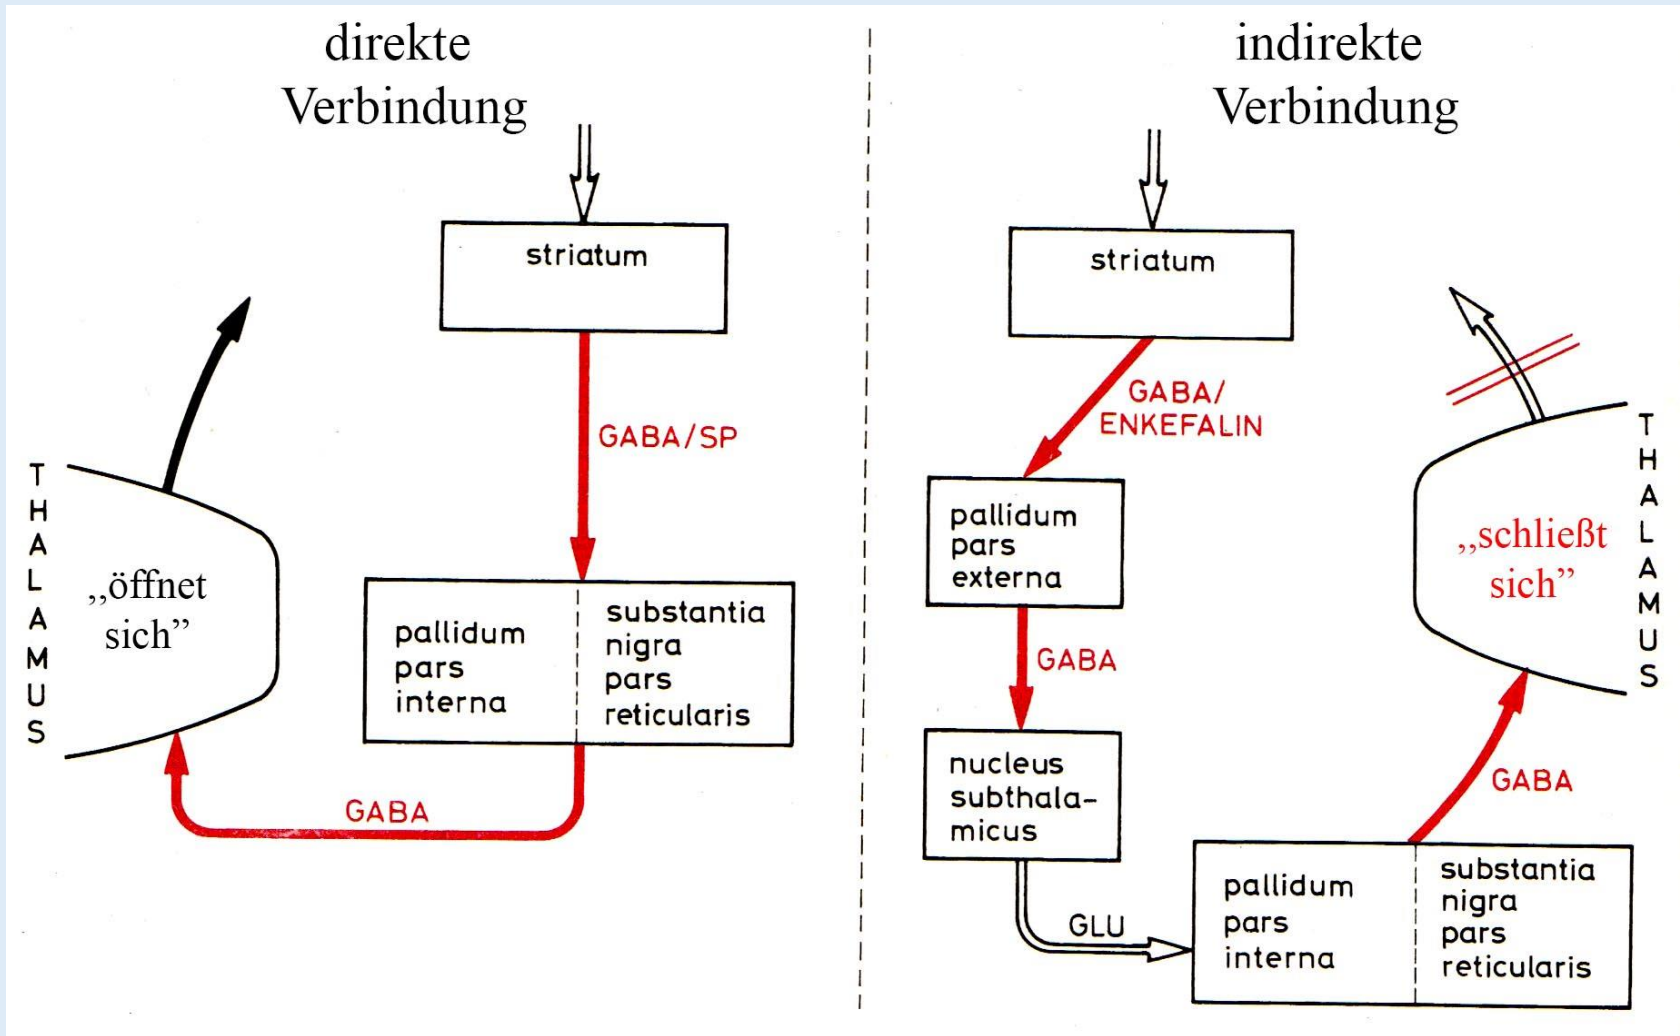 direkte
Verbindung
striatum
GABA/SP
THALAMUS
„öffnet
sich”
pallidum
pars
interna
substantia
nigra
pars
reticularis
GABA
indirekte
Verbindung
striatum
GABA/
ENKEFALIN
pallidum
pars
externa
GABA
nucleus
subthala-
micus
GLU
pallidum
pars
interna
substantia
nigra
pars
reticularis
GABA
„schließt
sich”
THALAMUS